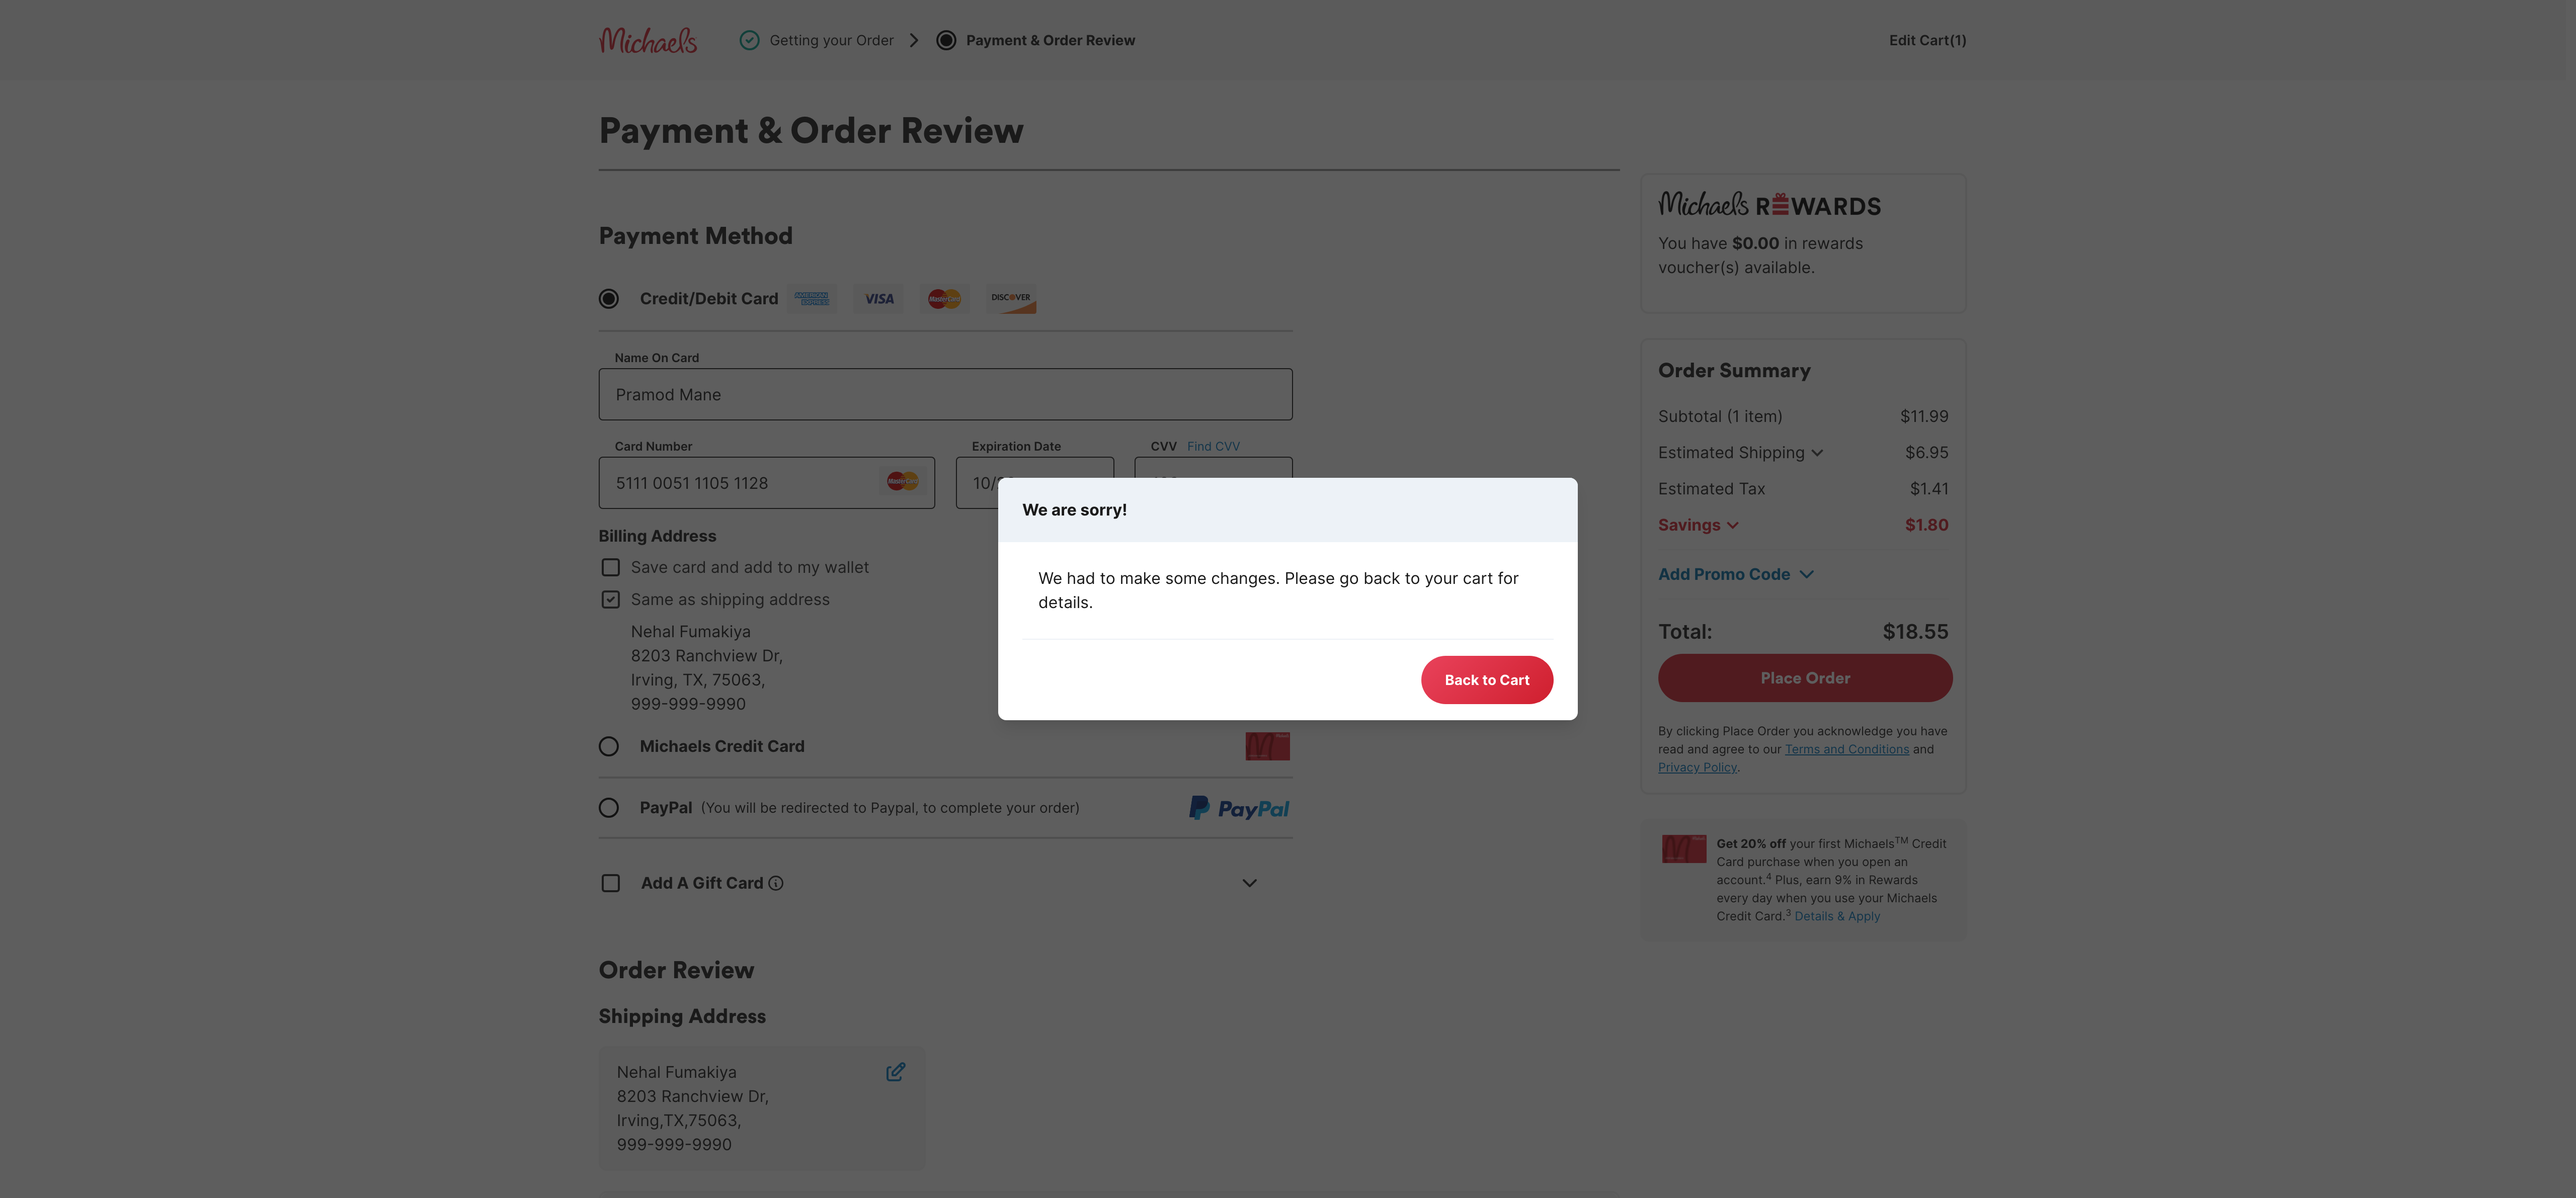 Michaels
Getting your Order
Payment & Order Review
Edit Cart(1)
Payment & Order Review
Payment Method
Credit/Debit Card
AMERICAN EXPRESS
VISA
MasterCard
DISCOVER
Name On Card
Pramod Mane
Card Number
Expiration Date
CVV Find CVV
5111 0051 1105 1128
MasterCard
10/
Billing Address
Save card and add to my wallet
Same as shipping address
Nehal Fumakiya
8203 Ranchview Dr,
Irving, TX, 75063,
999-999-9990
Michaels Credit Card
PayPal (You will be redirected to Paypal, to complete your order)
PayPal
Add A Gift Card
Order Review
Shipping Address
Nehal Fumakiya
8203 Ranchview Dr,
Irving,TX,75063,
999-999-9990
We are sorry!
We had to make some changes. Please go back to your cart for
details.
Back to Cart
Michaels REWARDS
You have $0.00 in rewards
voucher(s) available.
Order Summary
Subtotal (1 item) $11.99
Estimated Shipping $6.95
Estimated Tax $1.41
Savings $1.80
Add Promo Code
Total: $18.55
Place Order
By clicking Place Order you acknowledge you have
read and agree to our Terms and Conditions and
Privacy Policy.
Get 20% off your first Michaels™ Credit
Card purchase when you open an
account.4 Plus, earn 9% in Rewards
every day when you use your Michaels
Credit Card.3 Details & Apply